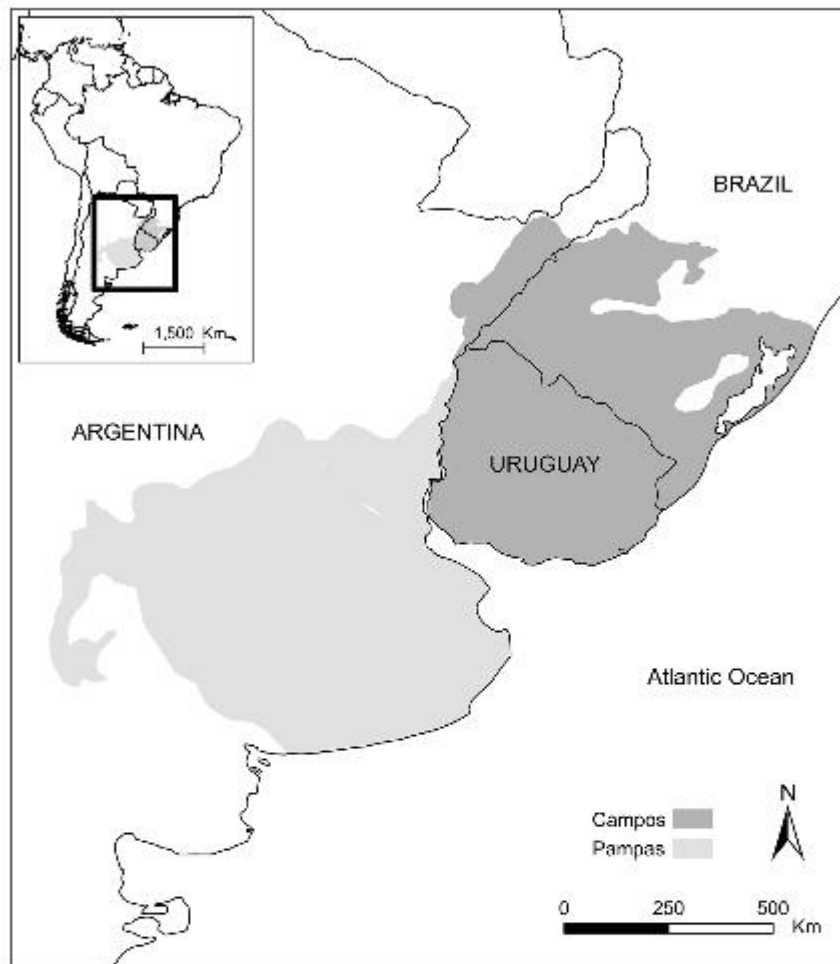 1,500 Km
BRAZIL
ARGENTINA
URUGUAY
Atlantic Ocean
N
Campos
Pampas
0 250 500
Km